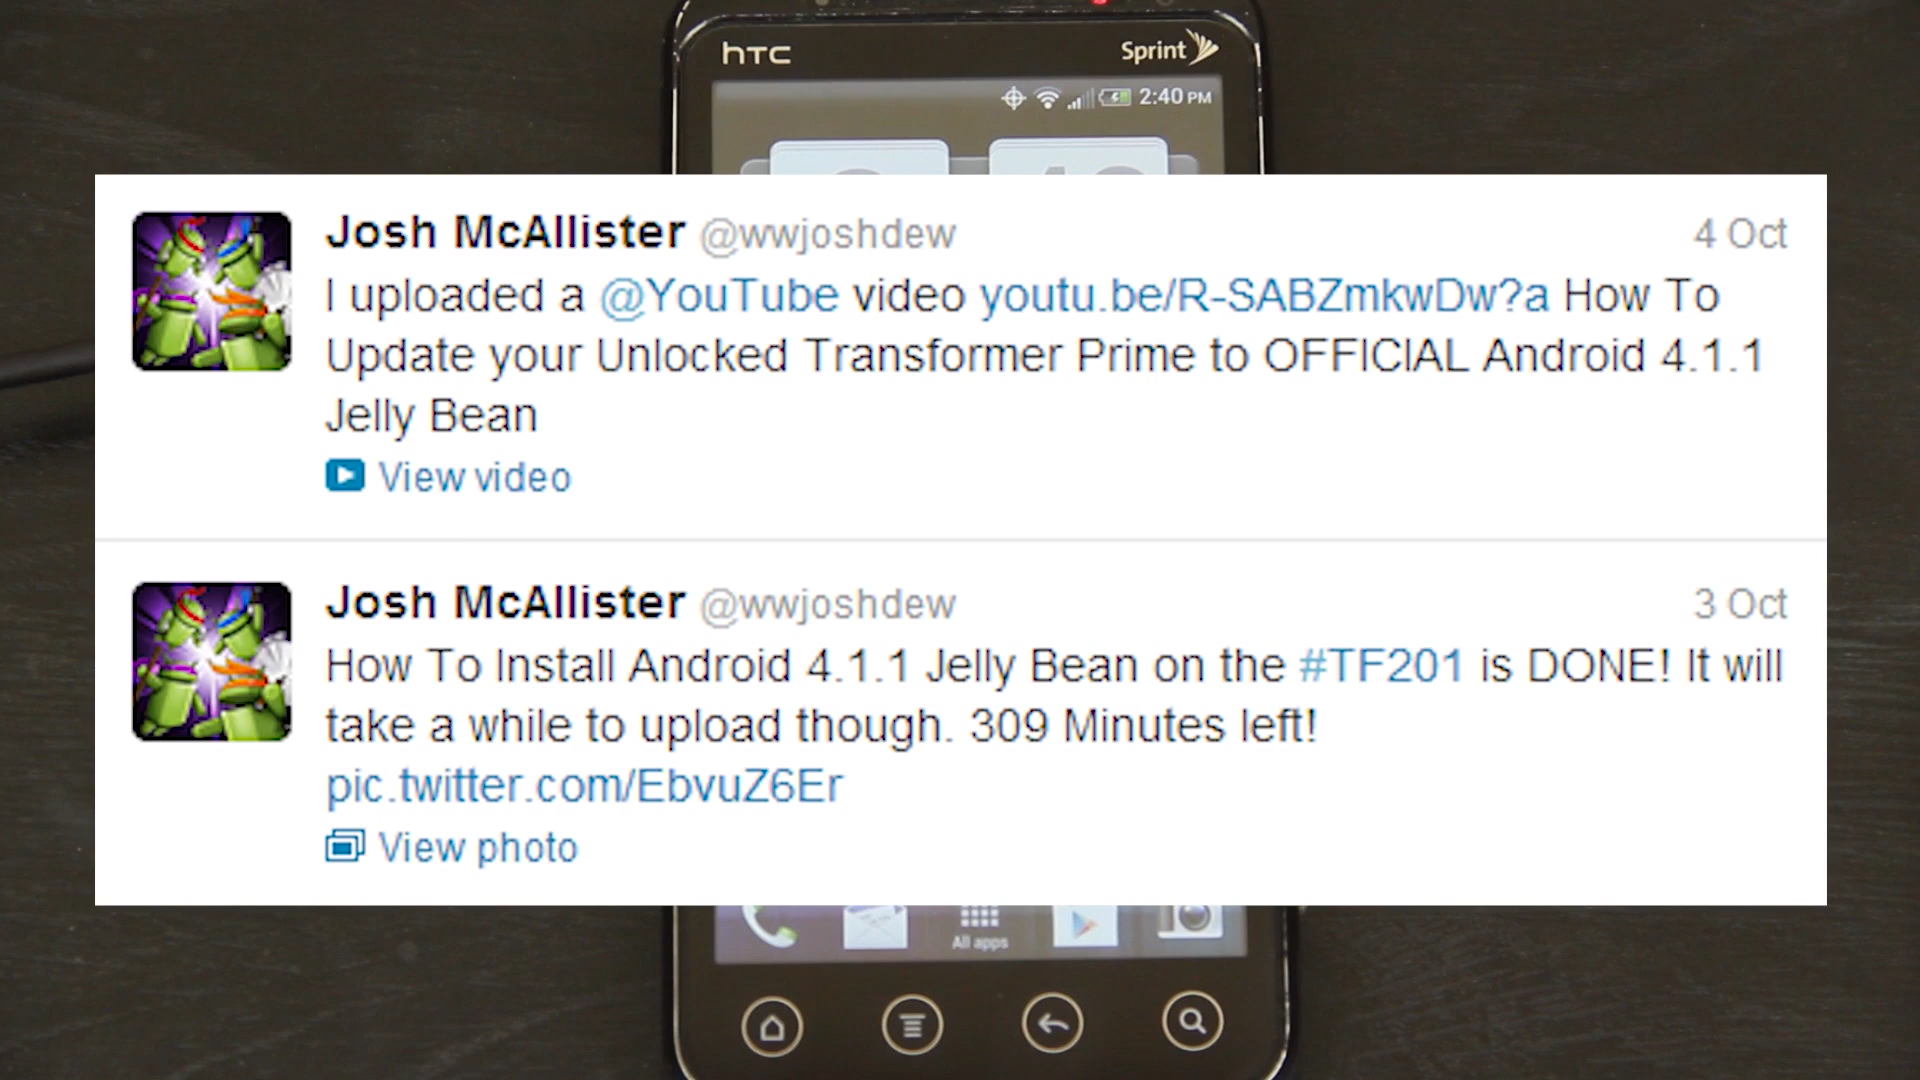 hTC
Sprint
2:40 PM
Josh McAllister @wwjoshdew 4 Oct
I uploaded a @YouTube video youtu.be/R-SABZmkwDw?a How To
Update your Unlocked Transformer Prime to OFFICIAL Android 4.1.1
Jelly Bean
View video
Josh McAllister @wwjoshdew 3 Oct
How To Install Android 4.1.1 Jelly Bean on the #TF201 is DONE! It will
take a while to upload though. 309 Minutes left!
pic.twitter.com/EbvuZ6Er
View photo
All apps